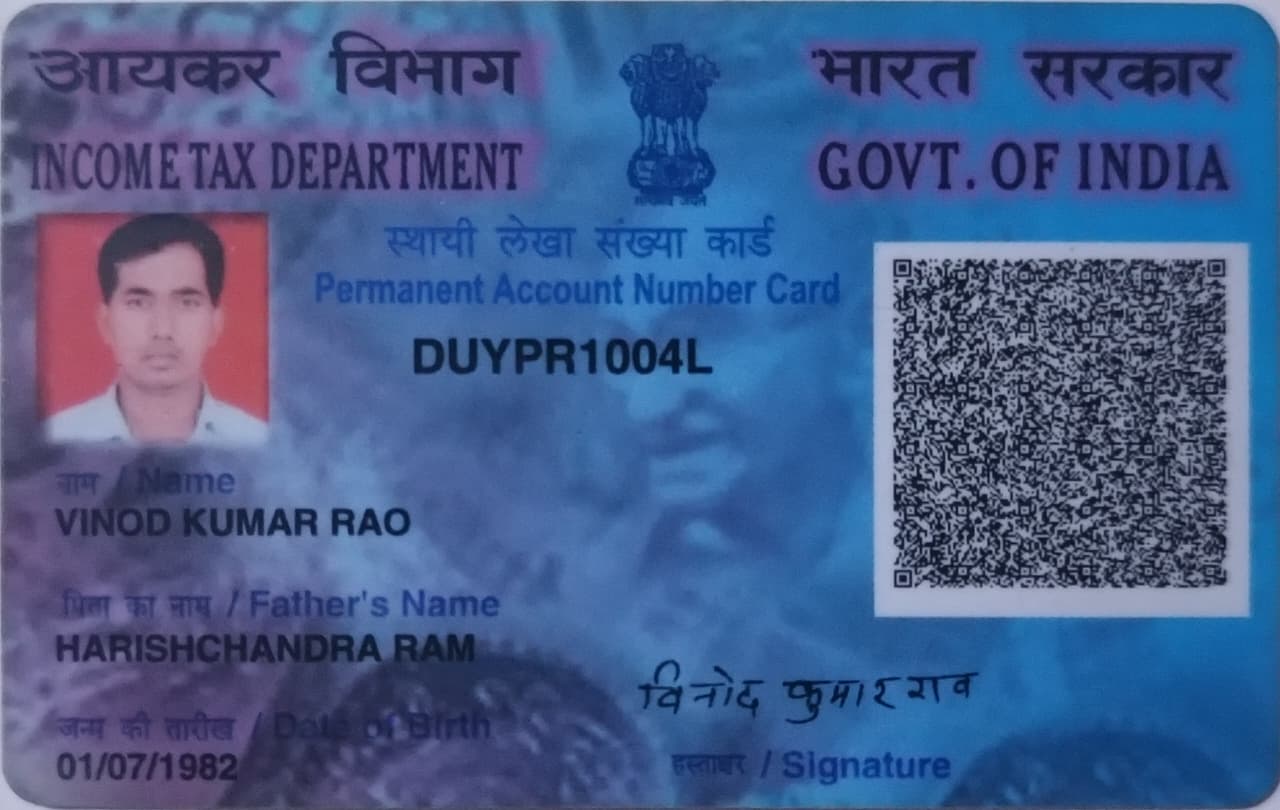 आयकर विभाग
INCOME TAX DEPARTMENT
भारत सरकार
GOVT. OF INDIA
सत्यमेव जयते
स्थायी लेखा संख्या कार्ड
Permanent Account Number Card
DUYPR1004L
नाम / Name
VINOD KUMAR RAO
पिता का नाम / Father's Name
HARISHCHANDRA RAM
जन्म की तारीख / Date of Birth
01/07/1982
विनोद कुमार राव
हस्ताक्षर / Signature